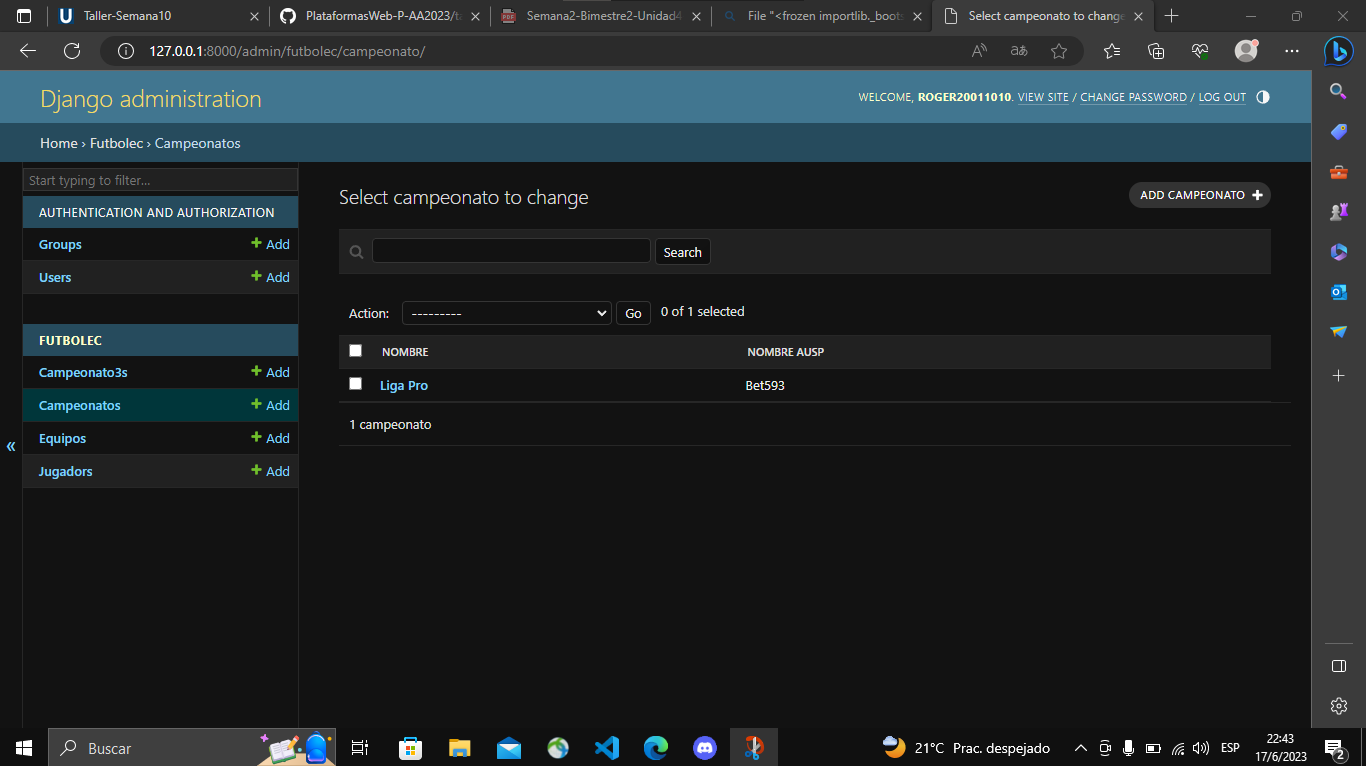 Taller-Semana10
PlataformasWeb-P-AA2023/ta
Semana2-Bimestre2-Unidad4
File "<frozen importlib._boots
Select campeonato to change
127.0.0.1:8000/admin/futbolec/campeonato/
Django administration
WELCOME, ROGER20011010. VIEW SITE / CHANGE PASSWORD / LOG OUT
Home › Futbolec › Campeonatos
Start typing to filter...
AUTHENTICATION AND AUTHORIZATION
Groups + Add
Users + Add
FUTBOLEC
Campeonato3s + Add
Campeonatos + Add
Equipos + Add
Jugadors + Add
«
Select campeonato to change
ADD CAMPEONATO +
Search
Action: --------- Go 0 of 1 selected
NOMBRE NOMBRE AUSP
Liga Pro Bet593
1 campeonato
Buscar
21°C Prac. despejado
ESP
22:43
17/6/2023
2